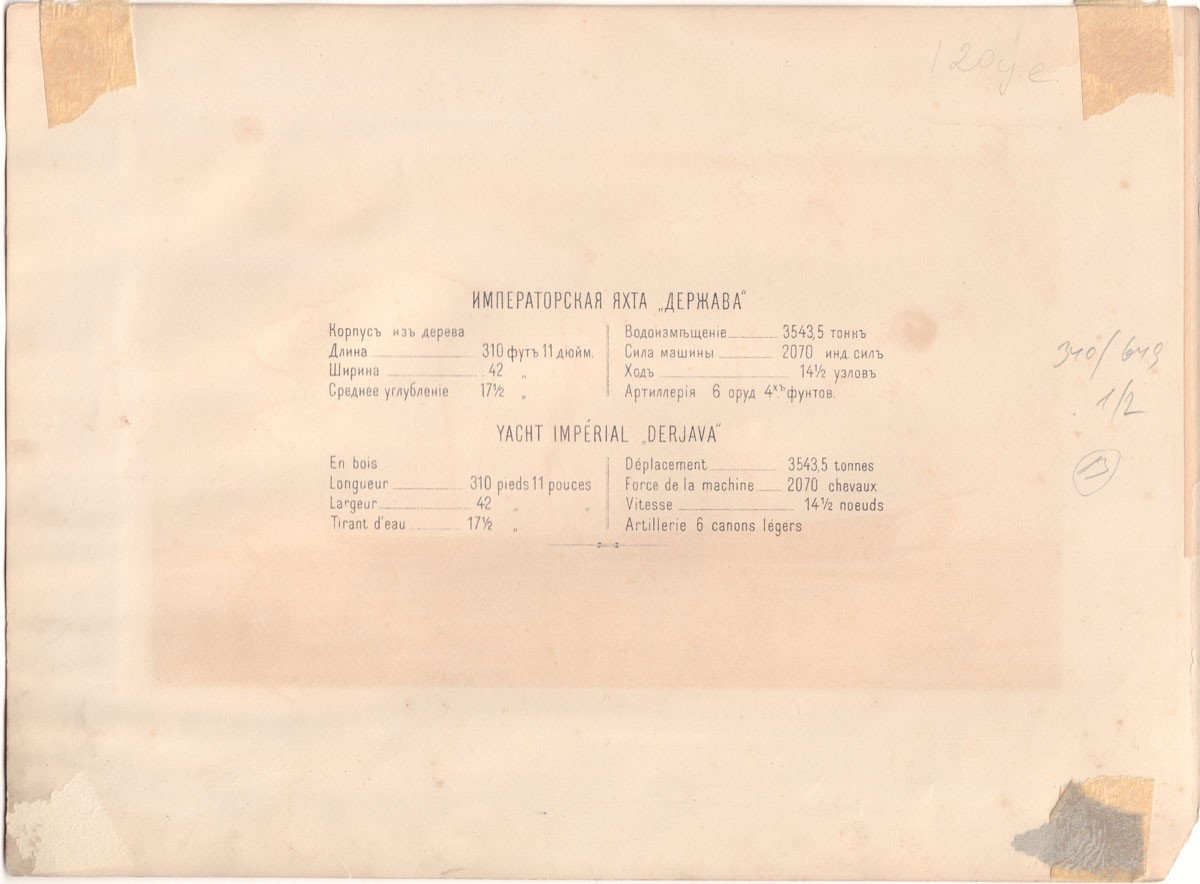 ИМПЕРАТОРСКАЯ ЯХТА „ДЕРЖАВА“
Корпусъ изъ дерева
Длина 310 футъ 11 дюйм.
Ширина 42 „
Среднее углубленіе 17½ „
Водоизмѣщеніе 3543,5 тоннъ
Сила машины 2070 инд. силъ
Ходъ 14½ узловъ
Артиллерія 6 оруд 4хъ фунтов.
YACHT IMPÉRIAL „DERJAVA“
En bois
Longueur 310 pieds 11 pouces
Largeur 42 „ „
Tirant d'eau 17½ „
Déplacement 3543,5 tonnes
Force de la machine 2070 chevaux
Vitesse 14½ noeuds
Artillerie 6 canons légers
1/2